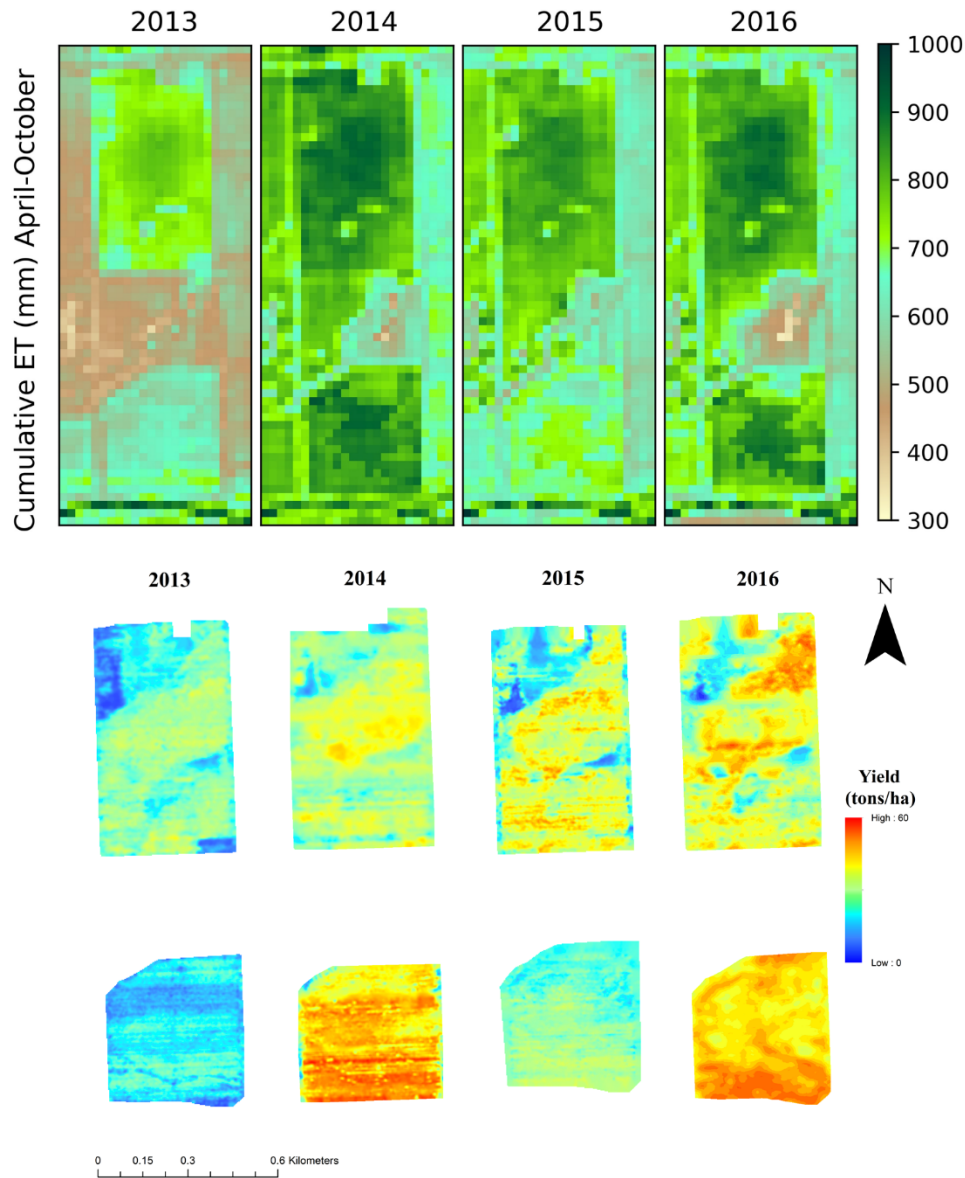 2013 2014 2015 2016
Cumulative ET (mm) April-October
1000
900
800
700
600
500
400
300
2013 2014 2015 2016
N
Yield
(tons/ha)
High : 60
Low : 0
0 0.15 0.3 0.6 Kilometers